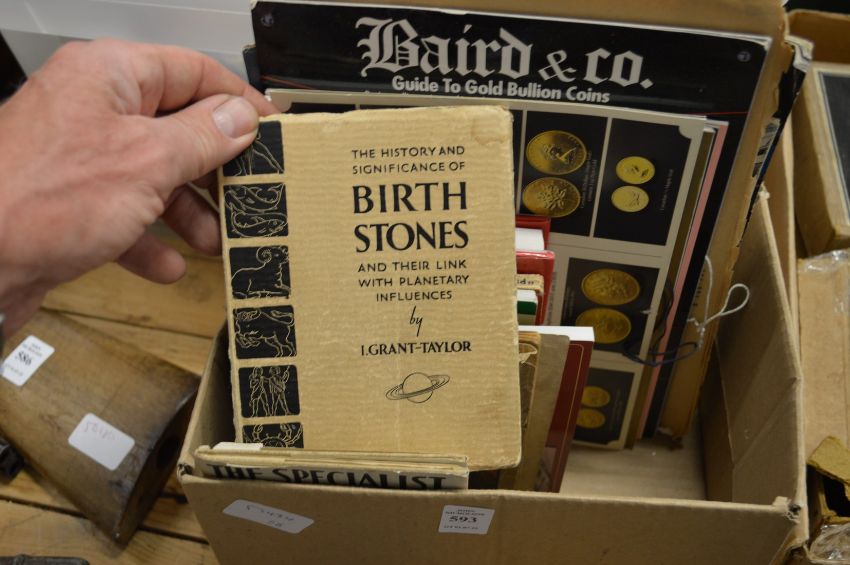 Baird & co.
Guide To Gold Bullion Coins
THE HISTORY AND
SIGNIFICANCE OF
BIRTH
STONES
AND THEIR LINK
WITH PLANETARY
INFLUENCES
by
I. GRANT-TAYLOR
THE SPECIALIST
586
593